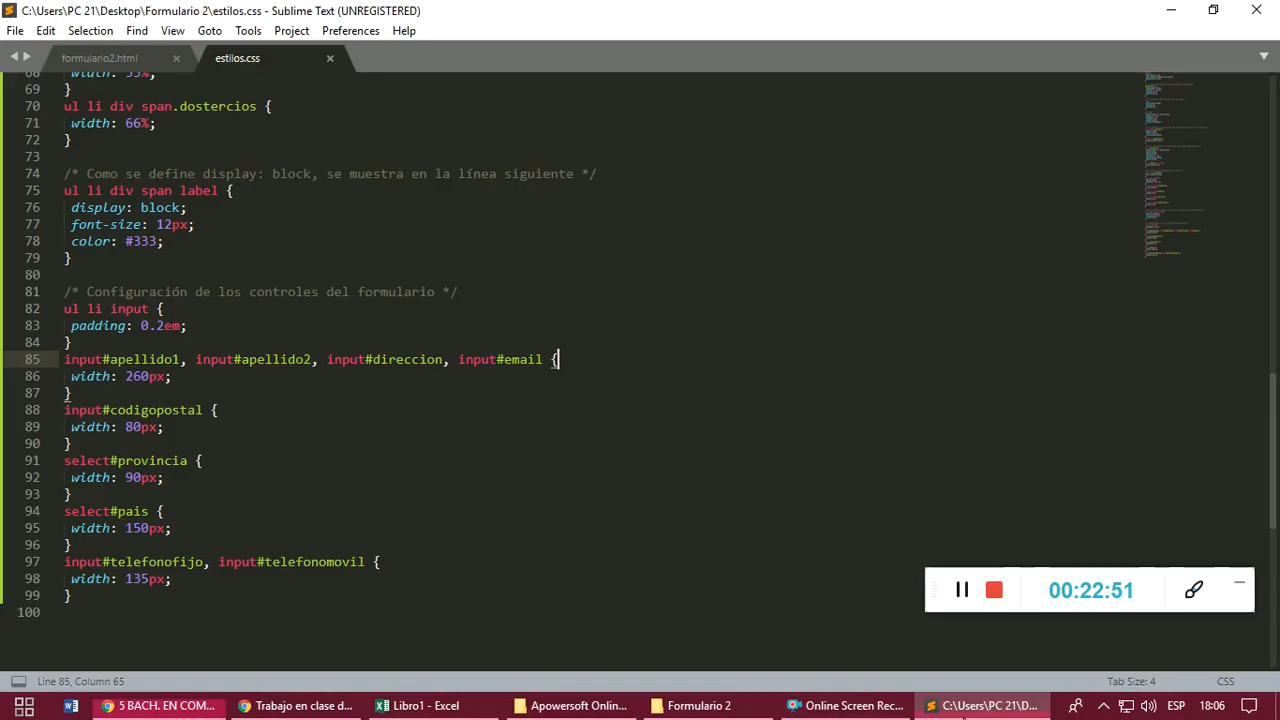 C:\Users\PC 21\Desktop\Formulario 2\estilos.css - Sublime Text (UNREGISTERED)
File Edit Selection Find View Goto Tools Project Preferences Help
formulario2.html estilos.css
68 width: 33%;
69 }
70 ul li div span.dostercios {
71 width: 66%;
72 }
73
74 /* Como se define display: block, se muestra en la línea siguiente */
75 ul li div span label {
76 display: block;
77 font-size: 12px;
78 color: #333;
79 }
80
81 /* Configuración de los controles del formulario */
82 ul li input {
83 padding: 0.2em;
84 }
85 input#apellido1, input#apellido2, input#direccion, input#email {
86 width: 260px;
87 }
88 input#codigopostal {
89 width: 80px;
90 }
91 select#provincia {
92 width: 90px;
93 }
94 select#pais {
95 width: 150px;
96 }
97 input#telefonofijo, input#telefonomovil {
98 width: 135px;
99 }
100
00:22:51
Line 85, Column 65 Tab Size: 4 CSS
5 BACH. EN COM... Trabajo en clase d... Libro1 - Excel Apowersoft Onlin... Formulario 2 Online Screen Rec... C:\Users\PC 21\D... ESP 18:06